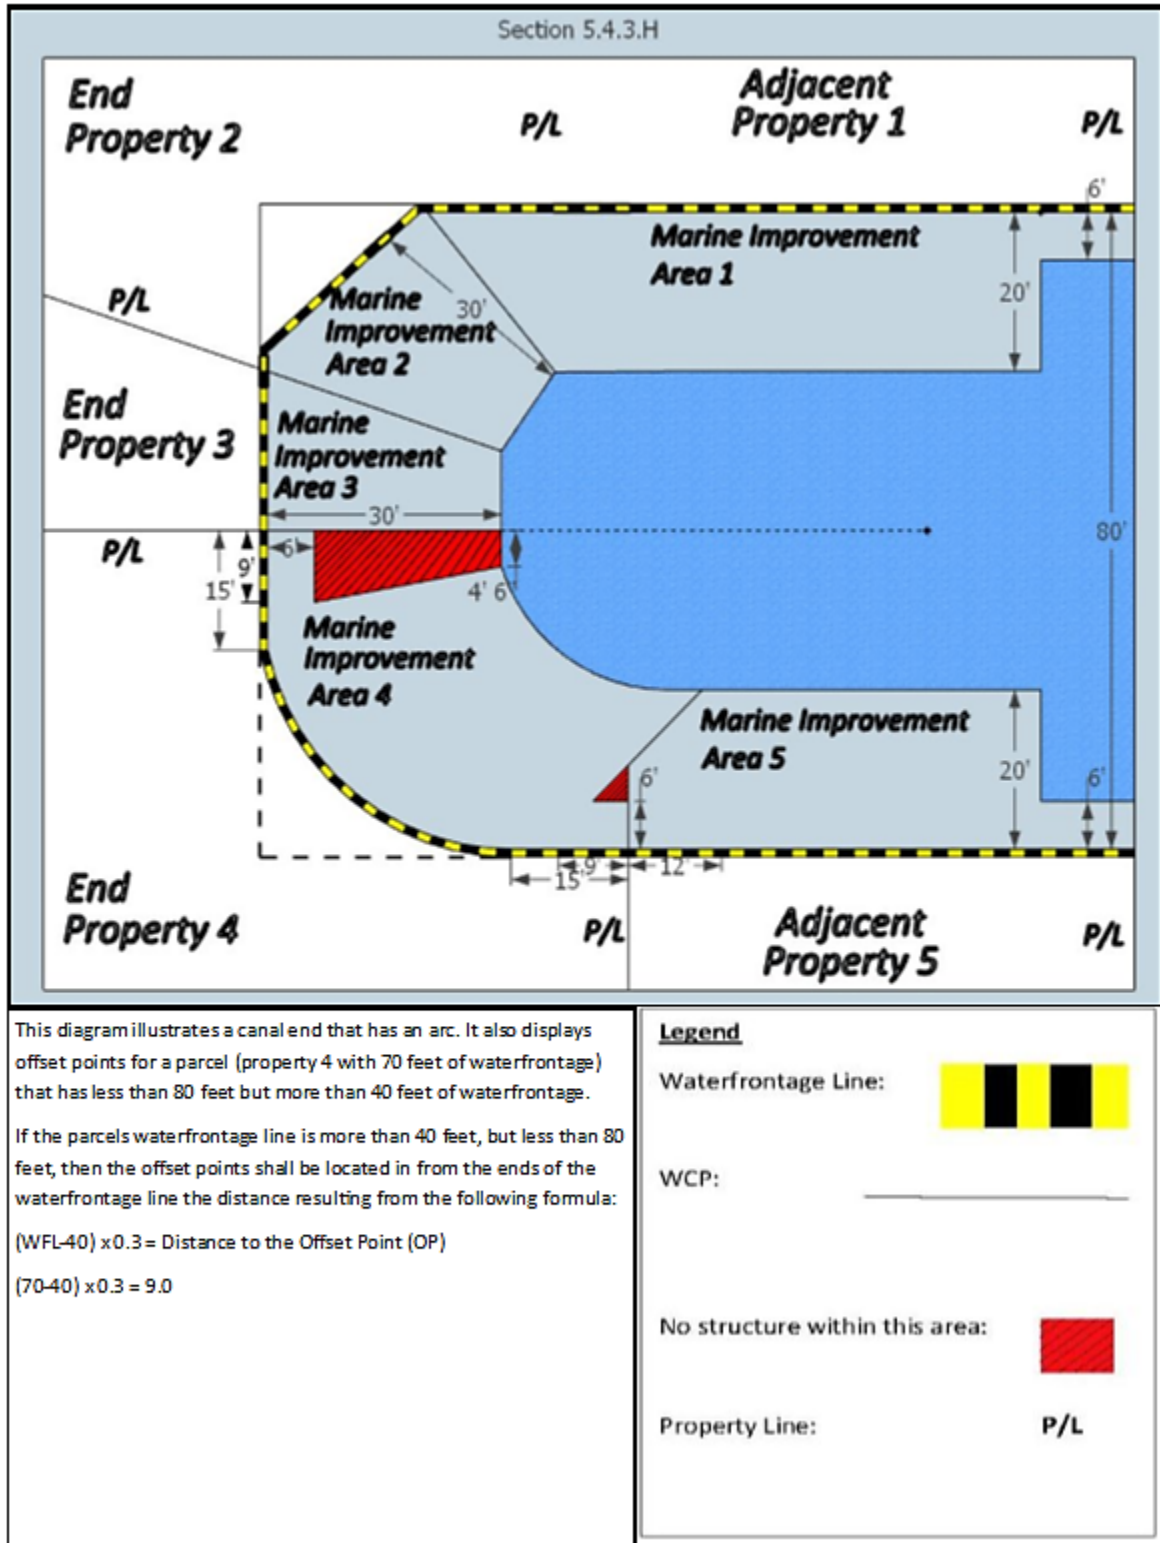 Section 5.4.3.H
End
Property 2
P/L
Adjacent
Property 1
P/L
6'
Marine Improvement
Area 1
20'
P/L
30'
Marine
Improvement
Area 2
End
Property 3
Marine
Improvement
Area 3
30'
80'
P/L
6'
9'
15'
4' 6"
Marine
Improvement
Area 4
Marine Improvement
Area 5
6'
20'
6'
9'
12'
15'
End
Property 4
P/L
Adjacent
Property 5
P/L
This diagram illustrates a canal end that has an arc. It also displays
offset points for a parcel (property 4 with 70 feet of waterfrontage)
that has less than 80 feet but more than 40 feet of waterfrontage.
If the parcels waterfrontage line is more than 40 feet, but less than 80
feet, then the offset points shall be located in from the ends of the
waterfrontage line the distance resulting from the following formula:
(WFL-40) x 0.3 = Distance to the Offset Point (OP)
(70-40) x 0.3 = 9.0
Legend
Waterfrontage Line:
WCP:
No structure within this area:
Property Line:
P/L